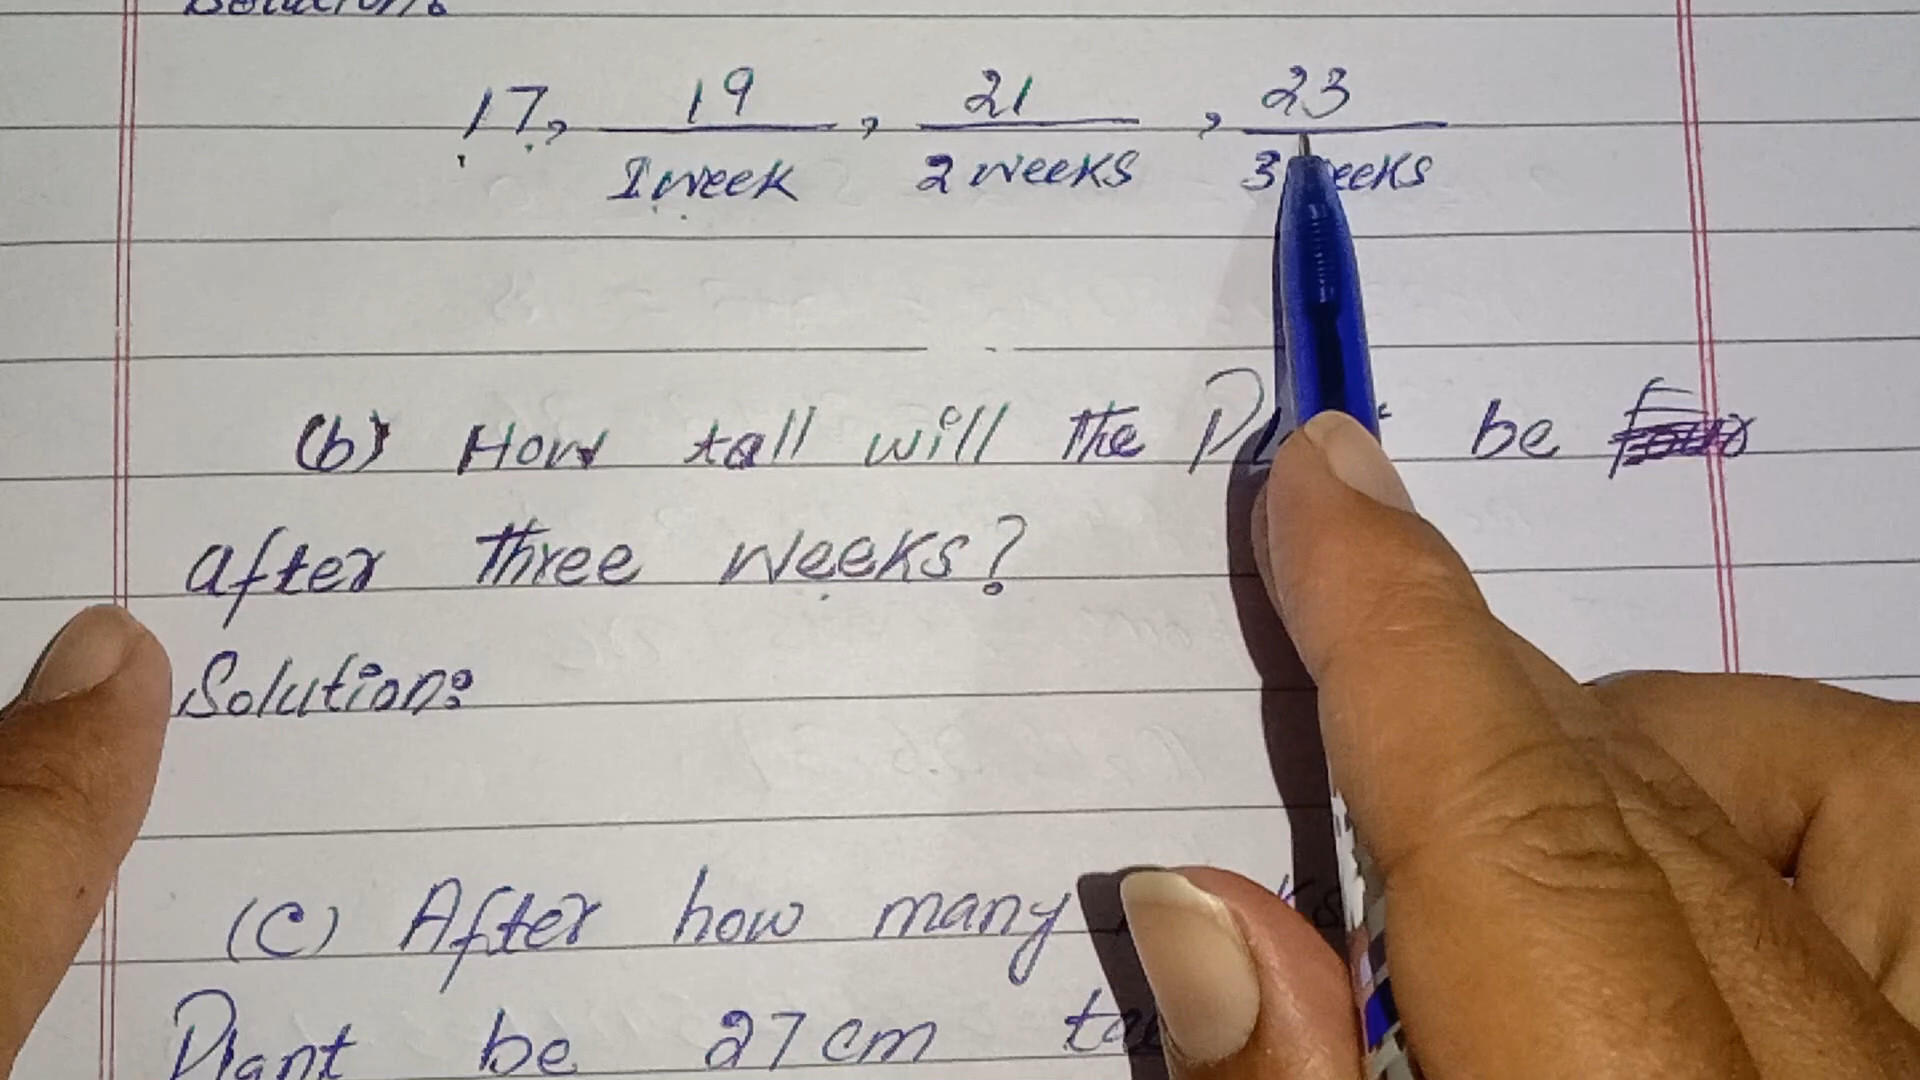 Solution:
17, 19, 21, 23
1 week 2 weeks 3 weeks
(b) How tall will the be
after three weeks?
Solution:
(c) After how many
Plant be 27 cm